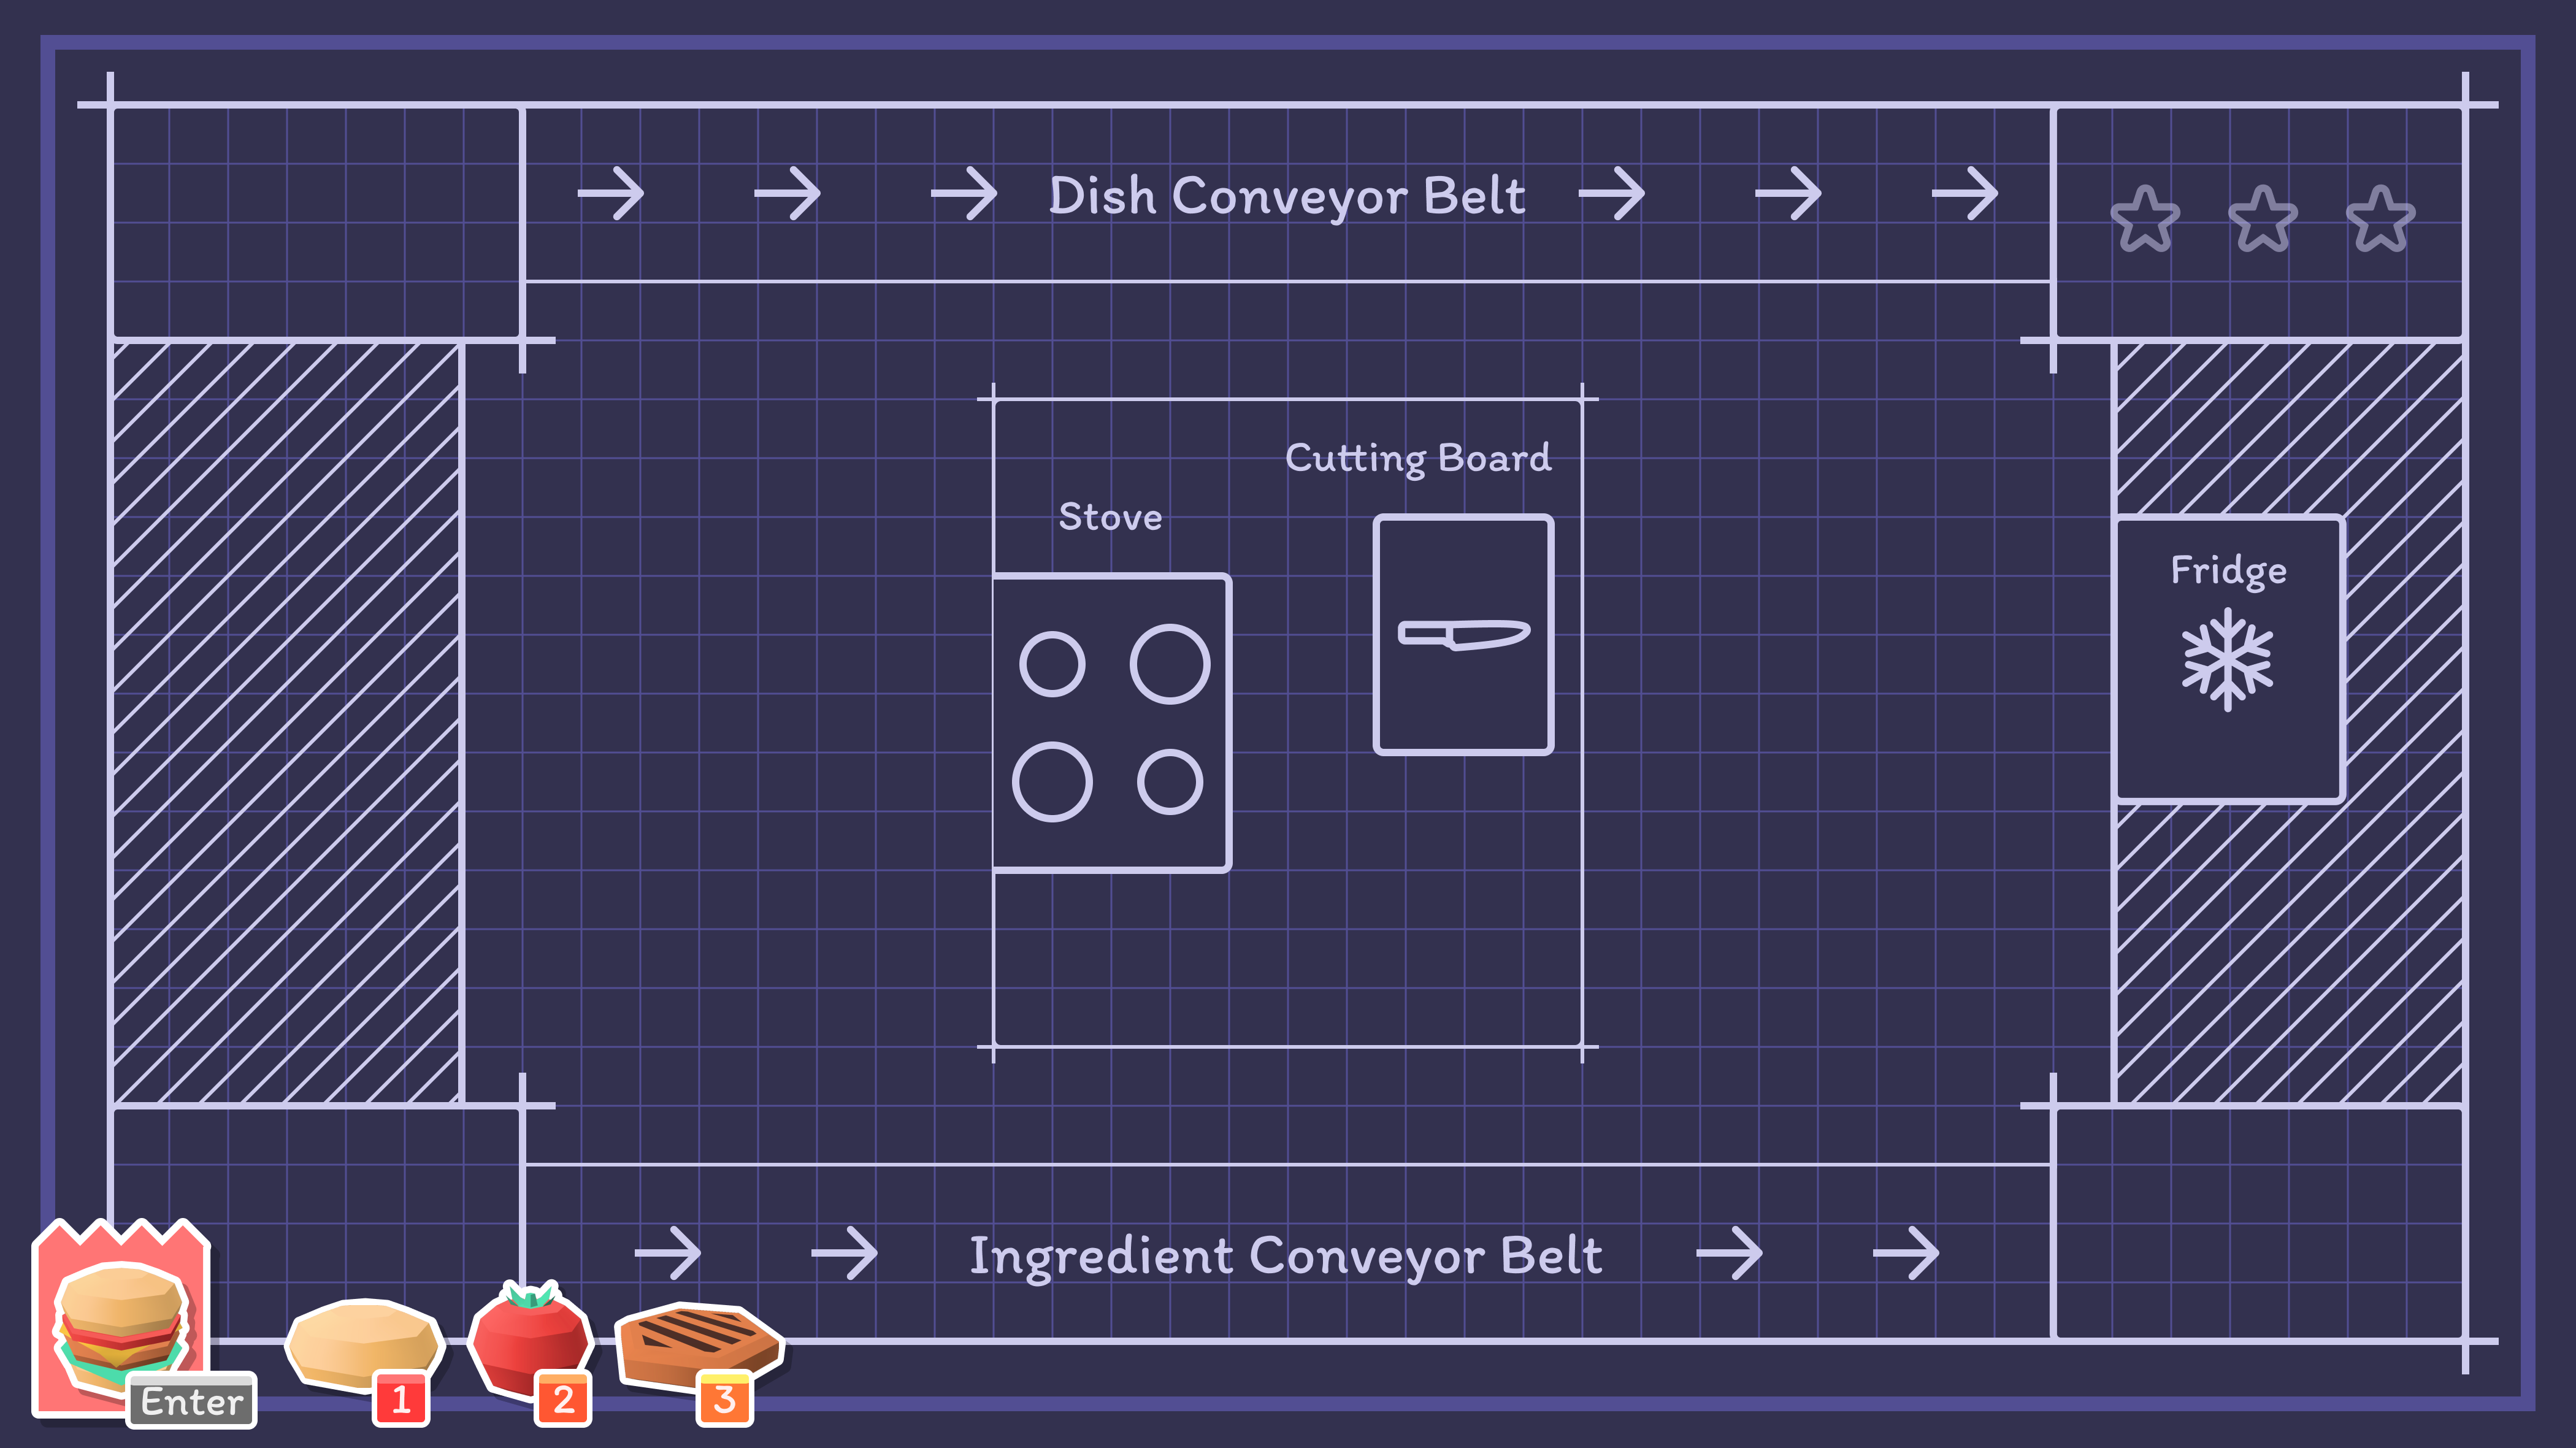 Dish Conveyor Belt
Cutting Board
Stove
Fridge
Ingredient Conveyor Belt
Enter
1
2
3